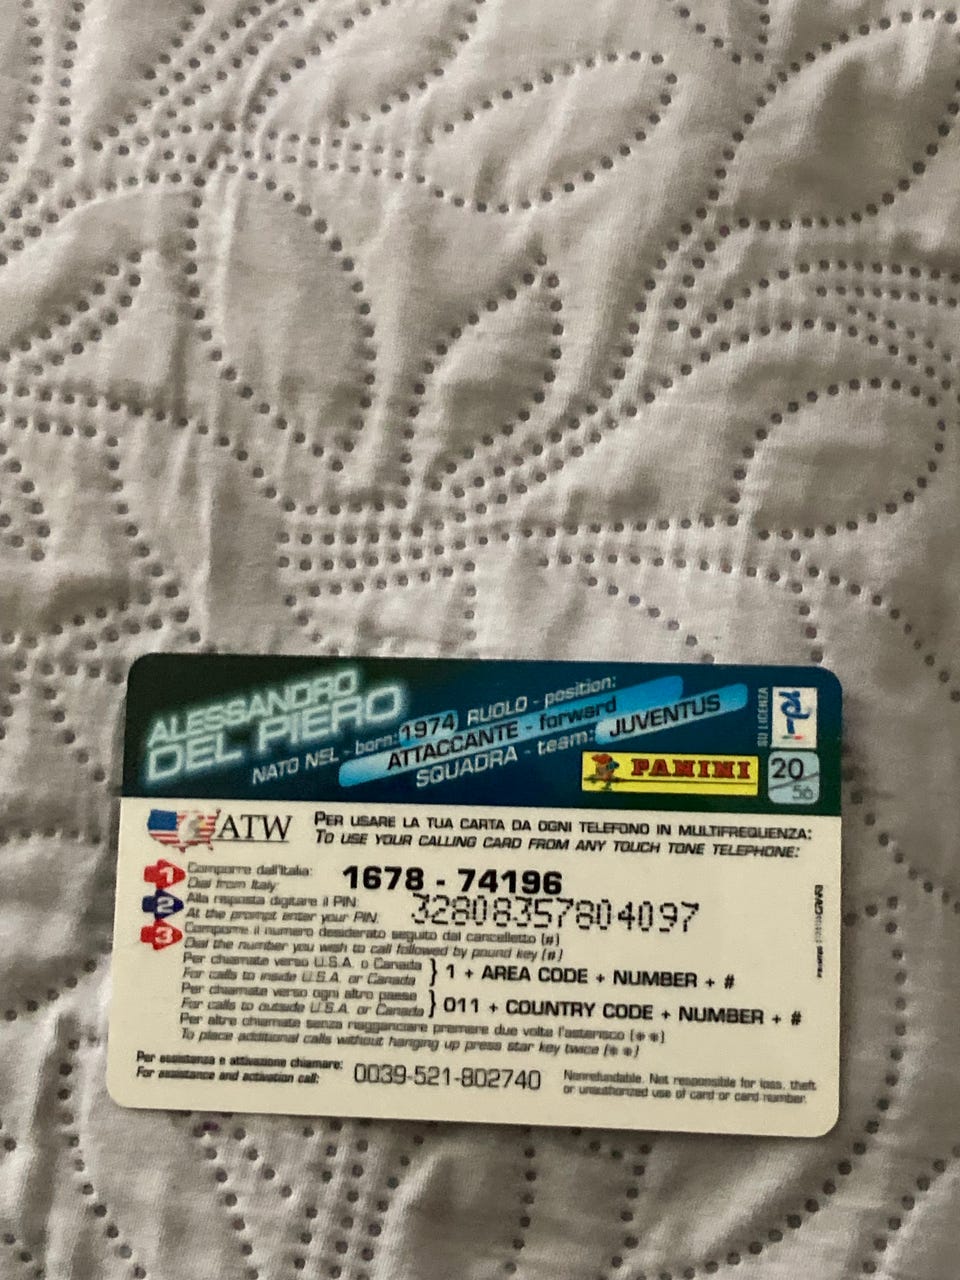 ALESSANDRO
DEL PIERO
NATO NEL - born: 1974 RUOLO - position:
ATTACCANTE - forward
SQUADRA - team: JUVENTUS
SU LICENZA
PANINI
20
56
ATW
PER USARE LA TUA CARTA DA OGNI TELEFONO IN MULTIFREQUENZA:
TO USE YOUR CALLING CARD FROM ANY TOUCH TONE TELEPHONE:
1 Comporre dall'Italia:
Dial from Italy:
1678 - 74196
2 Alla risposta digitare il PIN:
At the prompt enter your PIN:
32808357804097
3 Comporre il numero desiderato seguito dal cancelletto (#)
Dial the number you wish to call followed by pound key (#)
Per chiamate verso U.S.A. o Canada
For calls to inside U.S.A. or Canada
} 1 + AREA CODE + NUMBER + #
Per chiamate verso ogni altro paese
For calls to outside U.S.A. or Canada
} 011 + COUNTRY CODE + NUMBER + #
Per altre chiamate senza riagganciare premere due volte l'asterisco (* *)
To place additional calls without hanging up press star key twice (* *)
Per assistenza e attivazione chiamare:
For assistance and activation call:
0039-521-802740
Nonrefundable. Not responsible for loss, theft
or unauthorized use of card or card number.